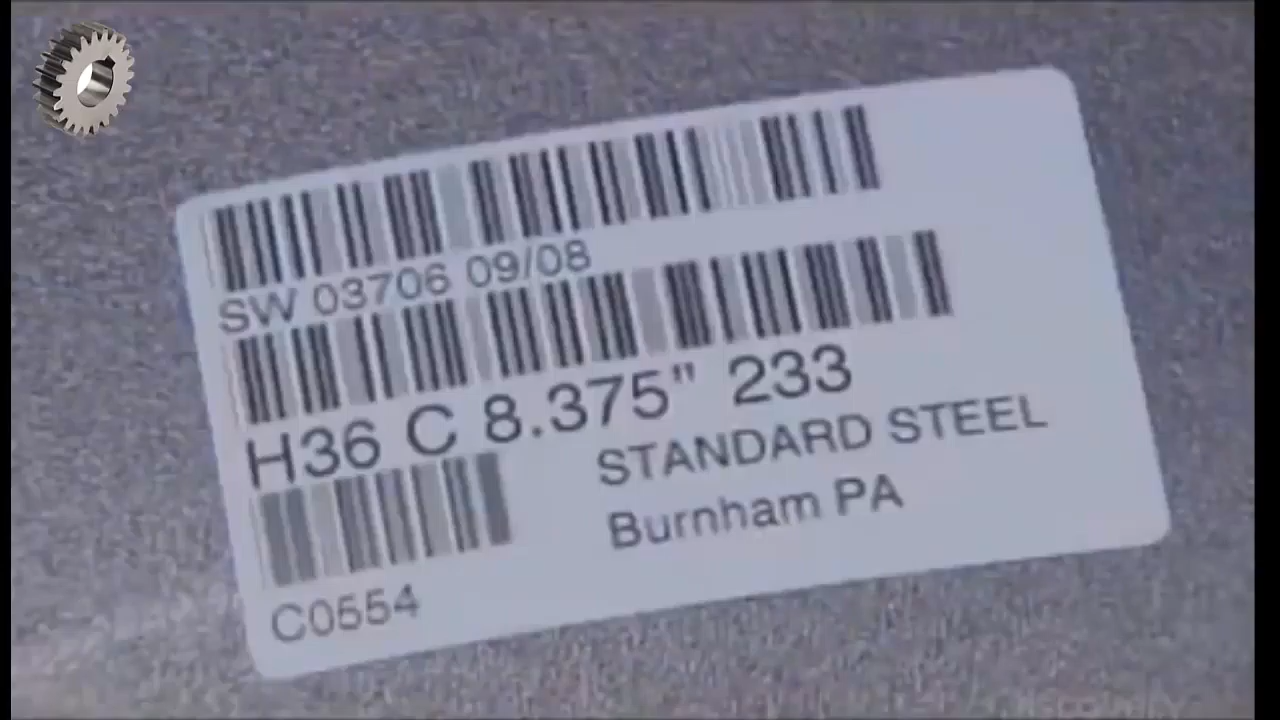 SW 03706 09/08
H36 C 8.375" 233
STANDARD STEEL
Burnham PA
C0554